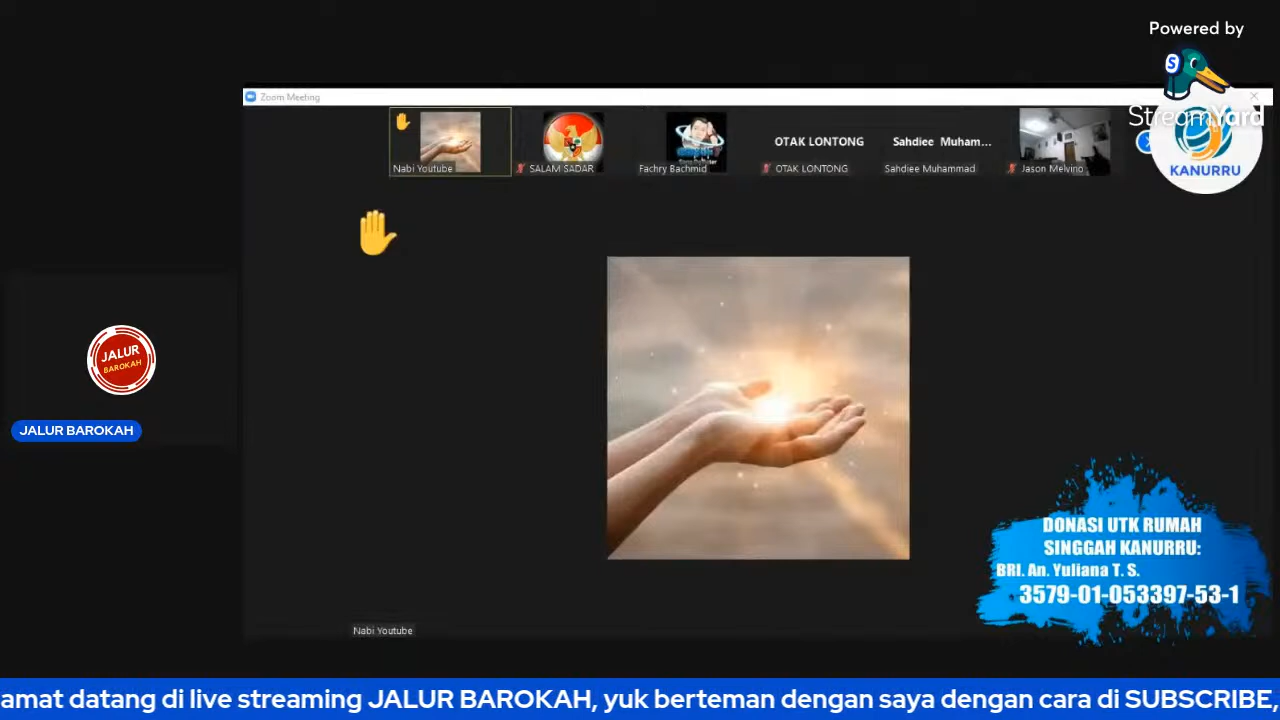 Powered by
StreamYard
KANURRU
Zoom Meeting
Nabi Youtube
SALAM SADAR
Fachry Bachmid
OTAK LONTONG
OTAK LONTONG
Sahdiee Muham...
Sahdiee Muhammad
Jason Melvino
JALUR
BAROKAH
JALUR BAROKAH
DONASI UTK RUMAH
SINGGAH KANURRU:
BRI. An. Yuliana T. S.
3579-01-053397-53-1
Nabi Youtube
amat datang di live streaming JALUR BAROKAH, yuk berteman dengan saya dengan cara di SUBSCRIBE,